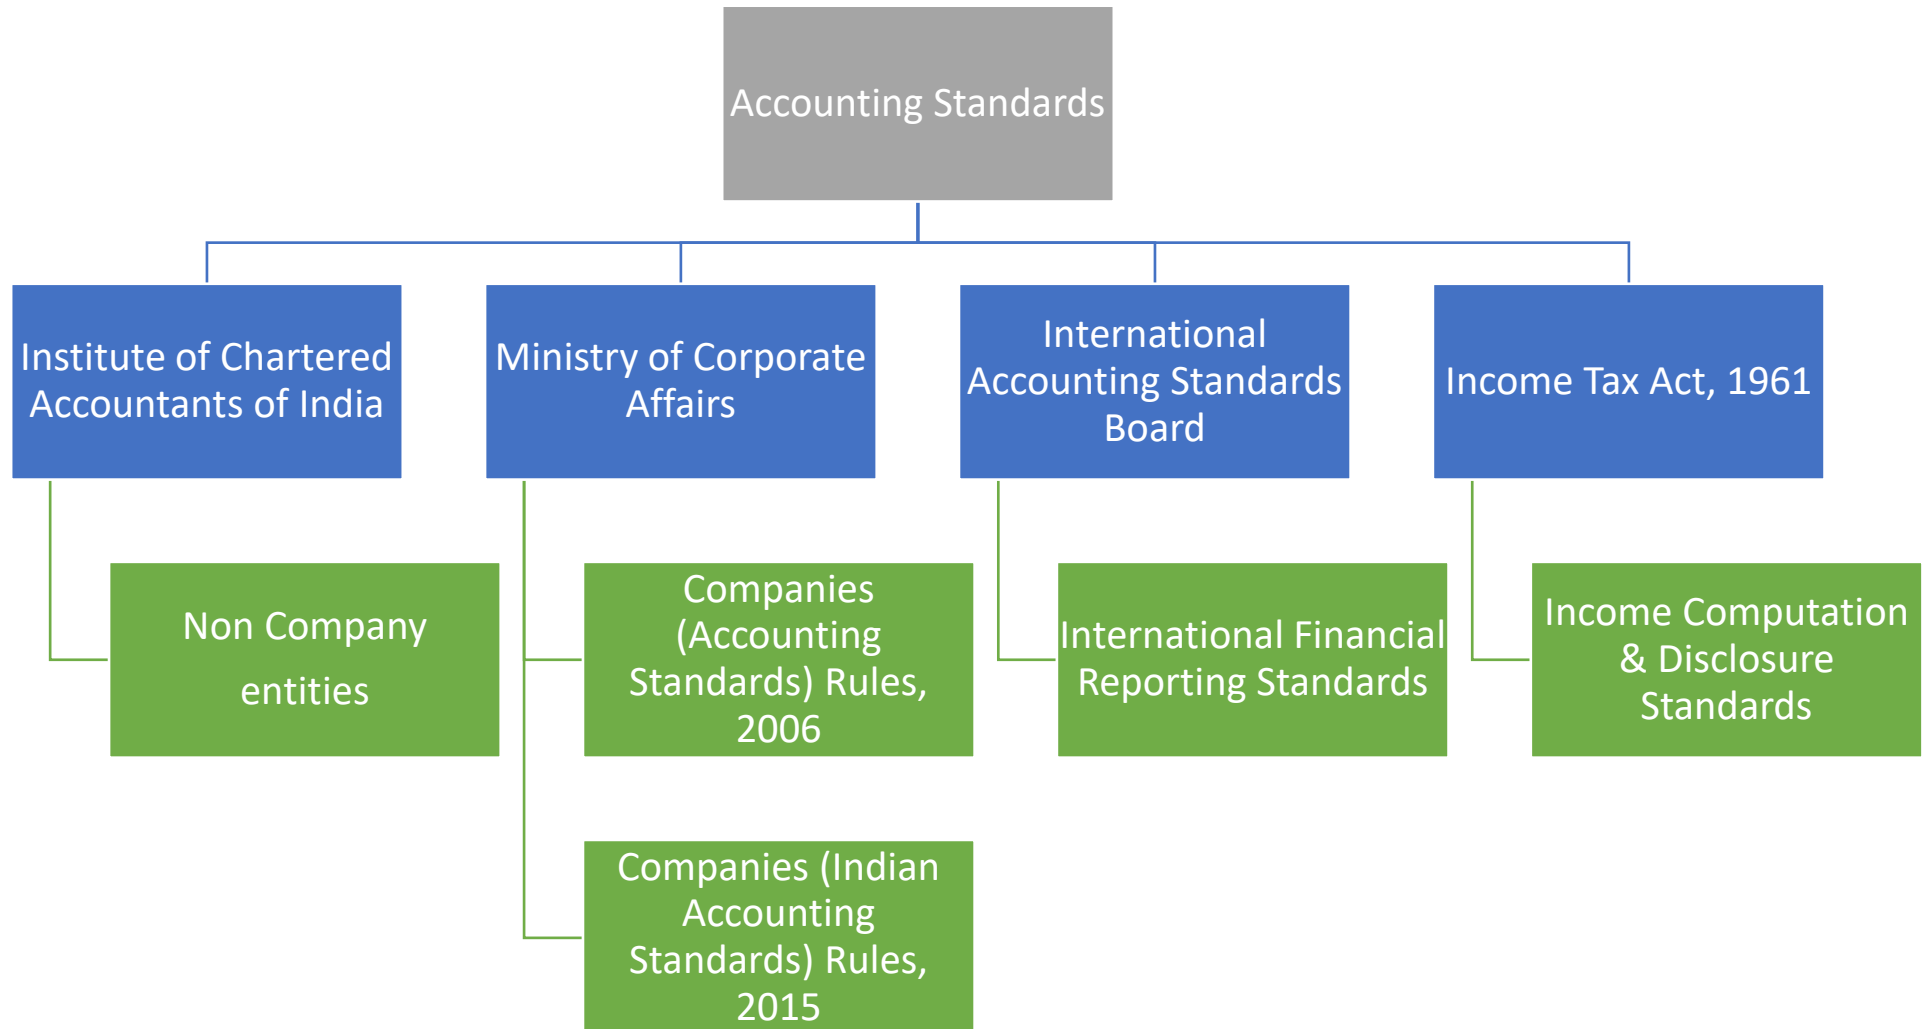 Accounting Standards
Institute of Chartered
Accountants of India
Ministry of Corporate
Affairs
International
Accounting Standards
Board
Income Tax Act, 1961
Non Company
entities
Companies
(Accounting
Standards) Rules,
2006
International Financial
Reporting Standards
Income Computation
& Disclosure
Standards
Companies (Indian
Accounting
Standards) Rules,
2015